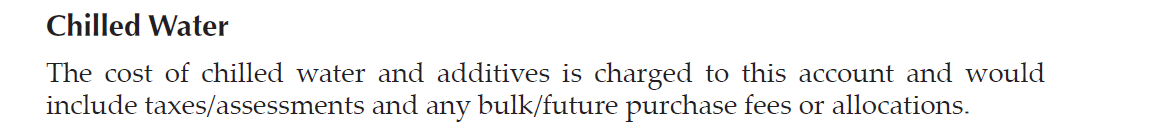 Chilled Water
The cost of chilled water and additives is charged to this account and would
include taxes/assessments and any bulk/future purchase fees or allocations.